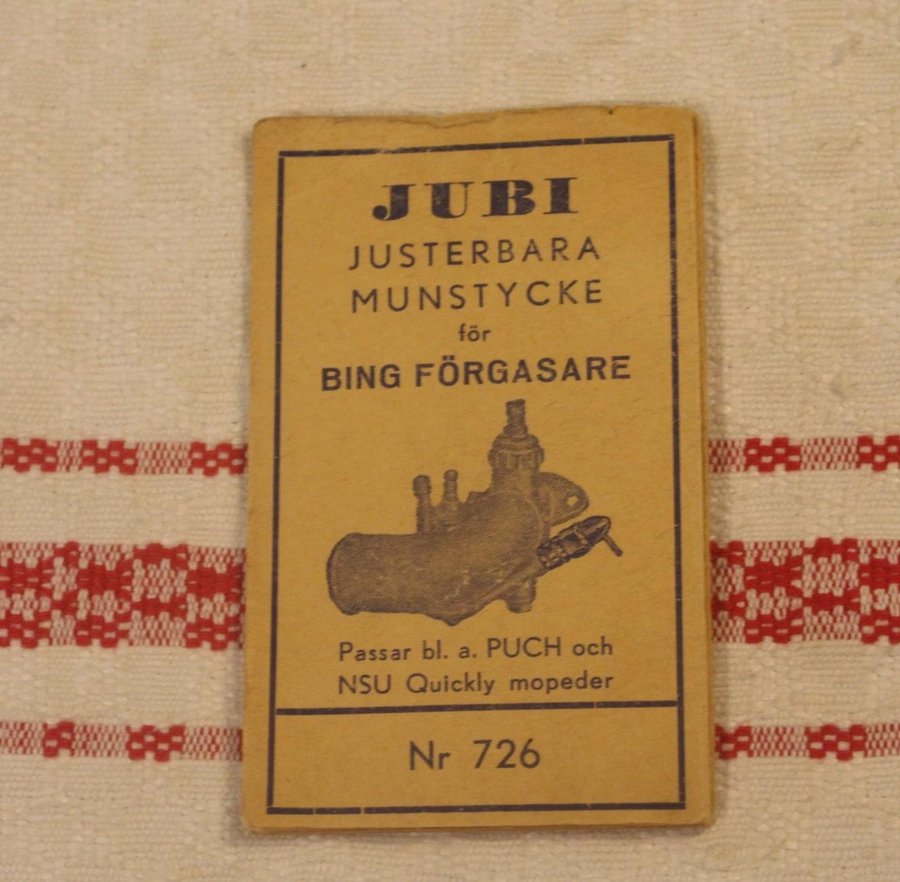 JUBI
JUSTERBARA
MUNSTYCKE
för
BING FÖRGASARE
Passar bl. a. PUCH och
NSU Quickly mopeder
Nr 726